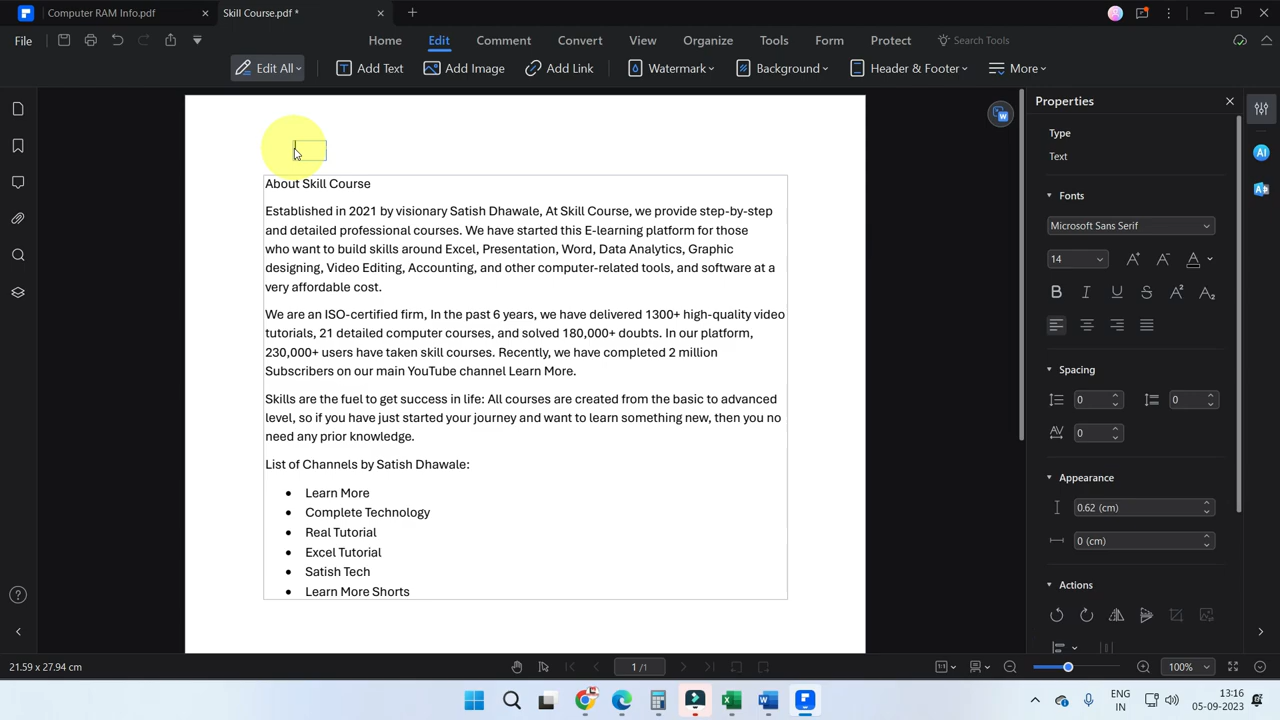 Computer RAM Info.pdf
Skill Course.pdf *
File
Home
Edit
Comment
Convert
View
Organize
Tools
Form
Protect
Search Tools
Edit All
Add Text
Add Image
Add Link
Watermark
Background
Header & Footer
More
Properties
Type
Text
Fonts
Microsoft Sans Serif
14
Spacing
0
0
0
Appearance
0.62 (cm)
0 (cm)
Actions
About Skill Course
Established in 2021 by visionary Satish Dhawale, At Skill Course, we provide step-by-step
and detailed professional courses. We have started this E-learning platform for those
who want to build skills around Excel, Presentation, Word, Data Analytics, Graphic
designing, Video Editing, Accounting, and other computer-related tools, and software at a
very affordable cost.
We are an ISO-certified firm, In the past 6 years, we have delivered 1300+ high-quality video
tutorials, 21 detailed computer courses, and solved 180,000+ doubts. In our platform,
230,000+ users have taken skill courses. Recently, we have completed 2 million
Subscribers on our main YouTube channel Learn More.
Skills are the fuel to get success in life: All courses are created from the basic to advanced
level, so if you have just started your journey and want to learn something new, then you no
need any prior knowledge.
List of Channels by Satish Dhawale:
• Learn More
• Complete Technology
• Real Tutorial
• Excel Tutorial
• Satish Tech
• Learn More Shorts
21.59 x 27.94 cm
1 /1
100%
ENG
IN
13:16
05-09-2023